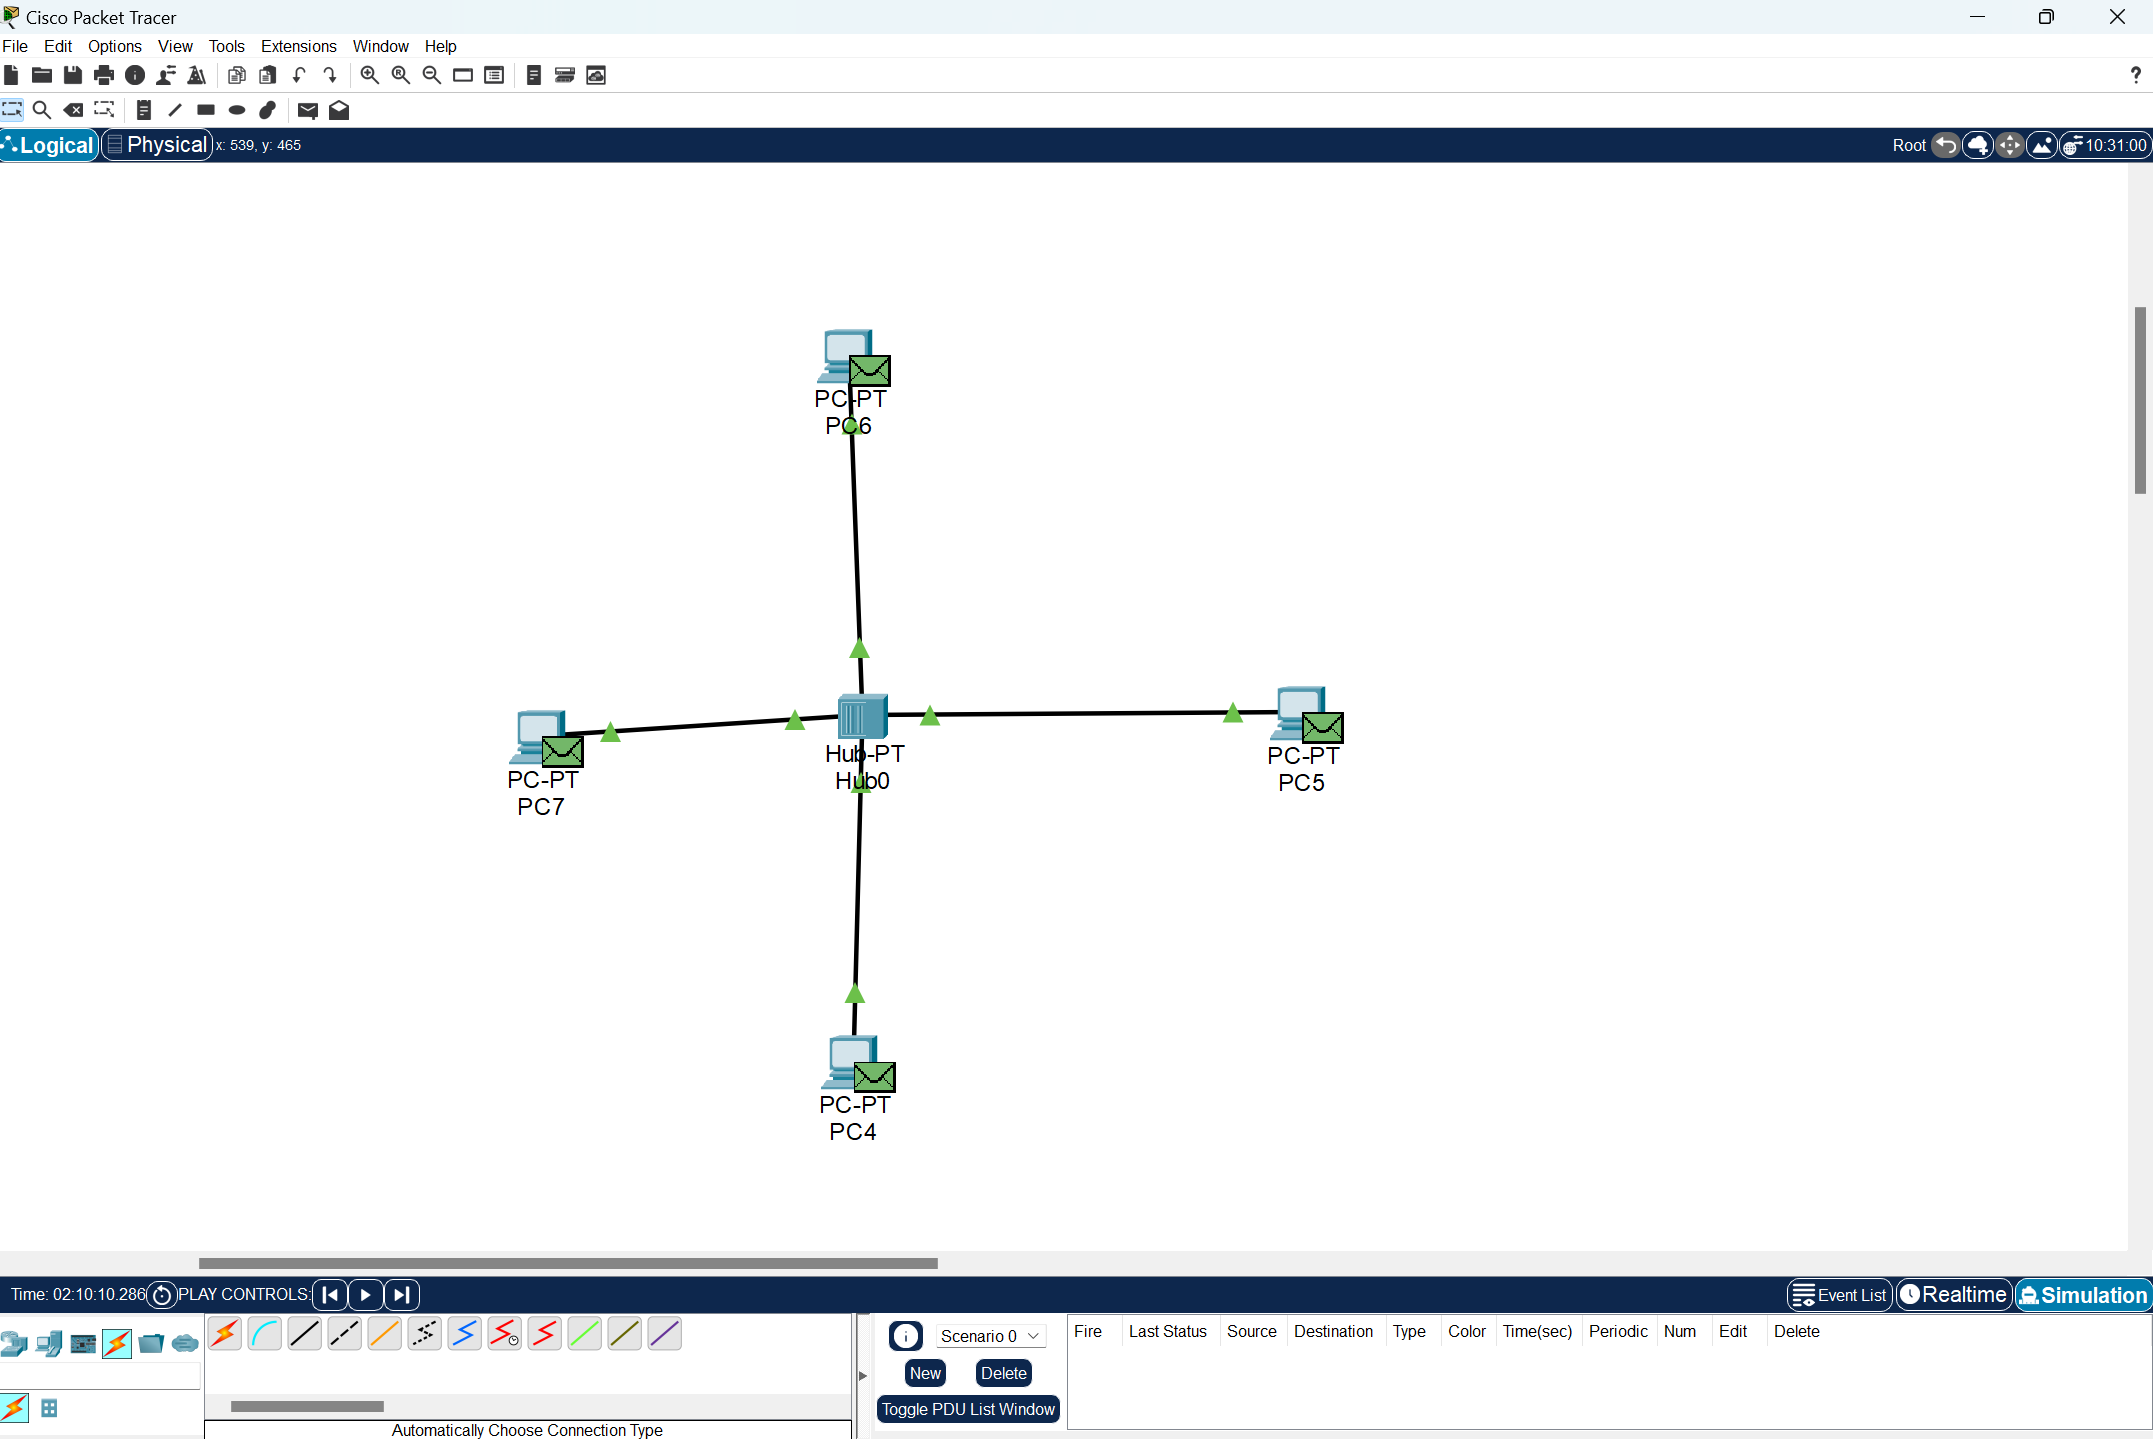 Cisco Packet Tracer
File Edit Options View Tools Extensions Window Help
?
Logical Physical x: 539, y: 465 Root 10:31:00
PC-PT
PC6
Hub-PT
Hub0
PC-PT
PC7
PC-PT
PC5
PC-PT
PC4
Time: 02:10:10.286 PLAY CONTROLS: Event List Realtime Simulation
Scenario 0
New Delete
Toggle PDU List Window
Fire Last Status Source Destination Type Color Time(sec) Periodic Num Edit Delete
Automatically Choose Connection Type